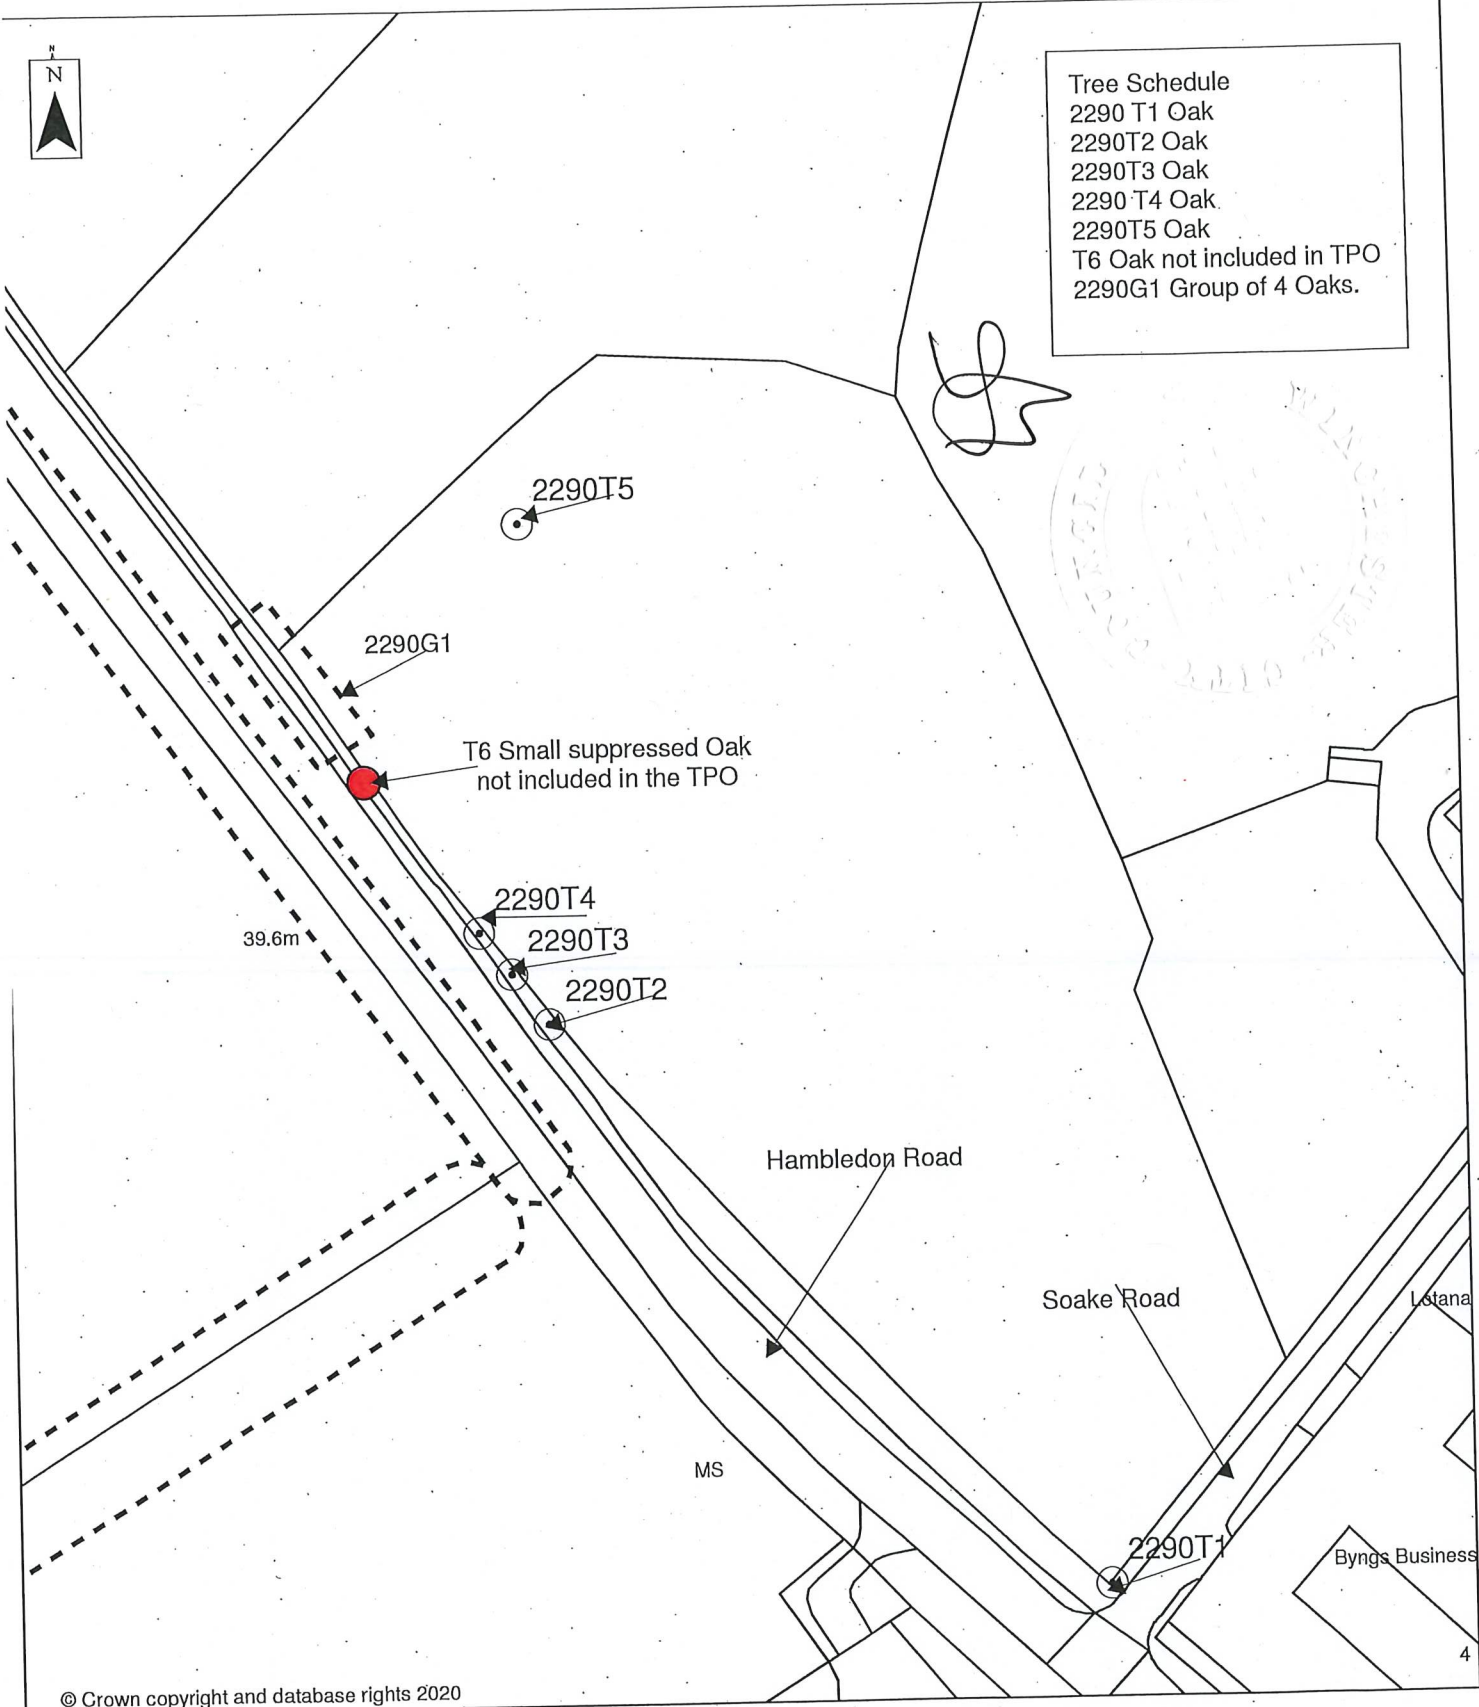 N
N
Tree Schedule
2290 T1 Oak
2290T2 Oak
2290T3 Oak
2290 T4 Oak
2290T5 Oak
T6 Oak not included in TPO
2290G1 Group of 4 Oaks.
WINCHESTER CITY COUNCIL
2290T5
2290G1
T6 Small suppressed Oak
not included in the TPO
2290T4
39.6m
2290T3
2290T2
Hambledon Road
Soake Road
Lotana
MS
2290T1
Byngs Business
4
© Crown copyright and database rights 2020